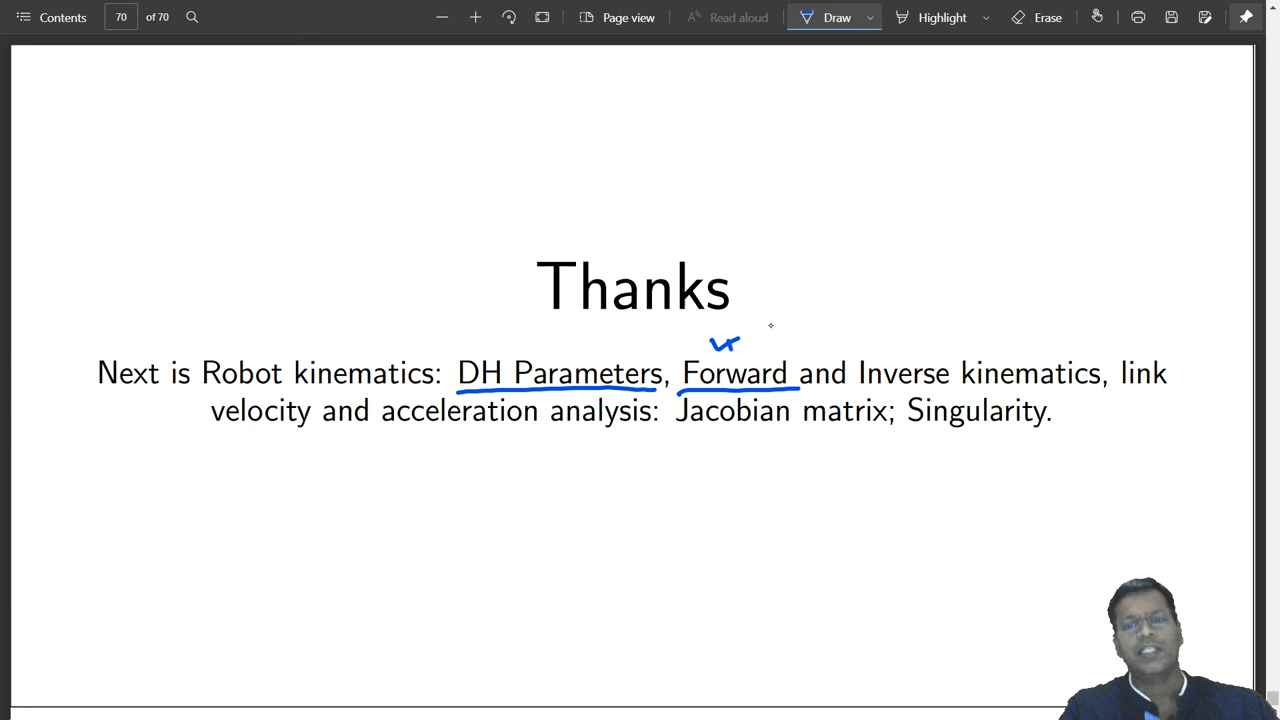 Contents 70 of 70 Page view Read aloud Draw Highlight Erase
Thanks
Next is Robot kinematics: DH Parameters, Forward and Inverse kinematics, link
velocity and acceleration analysis: Jacobian matrix; Singularity.